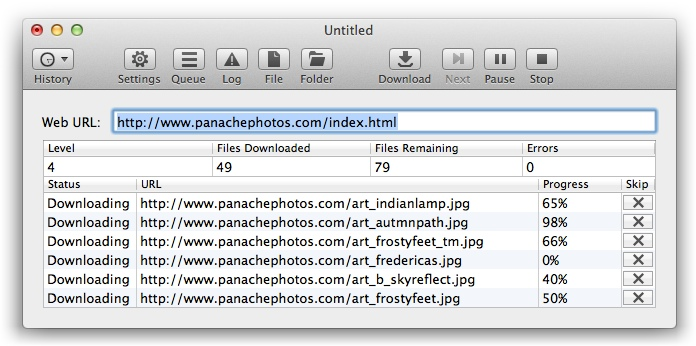 Untitled
History Settings Queue Log File Folder Download Next Pause Stop
Web URL: http://www.panachephotos.com/index.html
Level Files Downloaded Files Remaining Errors
4 49 79 0
Status URL Progress Skip
Downloading http://www.panachephotos.com/art_indianlamp.jpg 65%
Downloading http://www.panachephotos.com/art_autmnpath.jpg 98%
Downloading http://www.panachephotos.com/art_frostyfeet_tm.jpg 66%
Downloading http://www.panachephotos.com/art_fredericas.jpg 0%
Downloading http://www.panachephotos.com/art_b_skyreflect.jpg 40%
Downloading http://www.panachephotos.com/art_frostyfeet.jpg 50%